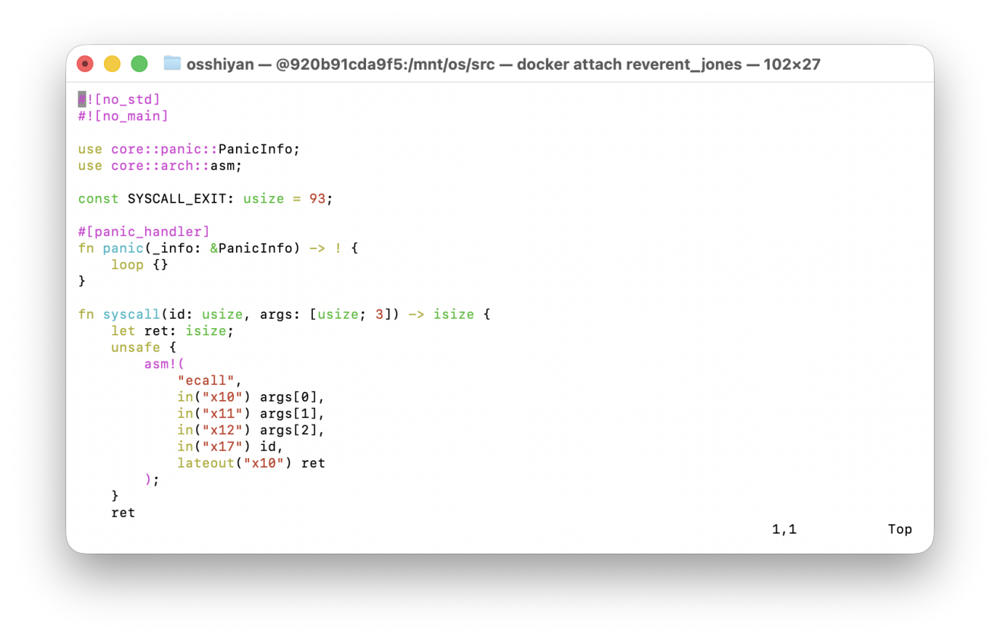 osshiyan — @920b91cda9f5:/mnt/os/src — docker attach reverent_jones — 102×27
#![no_std]
#![no_main]

use core::panic::PanicInfo;
use core::arch::asm;

const SYSCALL_EXIT: usize = 93;

#[panic_handler]
fn panic(_info: &PanicInfo) -> ! {
    loop {}
}

fn syscall(id: usize, args: [usize; 3]) -> isize {
    let ret: isize;
    unsafe {
        asm!(
            "ecall",
            in("x10") args[0],
            in("x11") args[1],
            in("x12") args[2],
            in("x17") id,
            lateout("x10") ret
        );
    }
    ret
1,1 Top